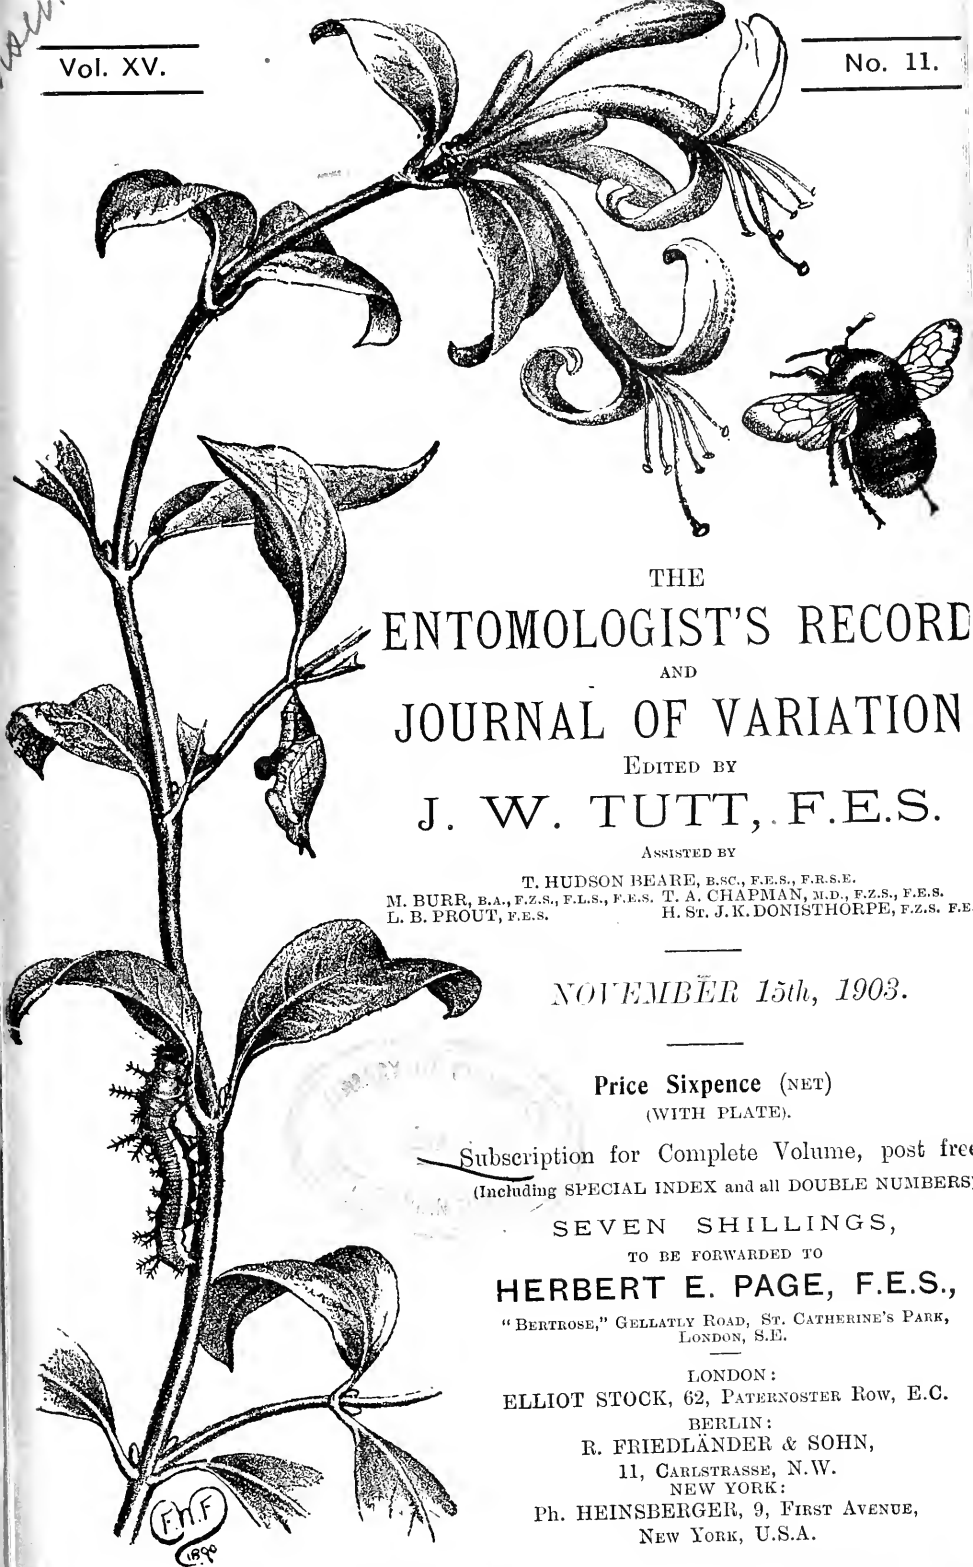 Vol. XV.
No. 11.
THE
ENTOMOLOGIST'S RECORD
AND
JOURNAL OF VARIATION
EDITED BY
J. W. TUTT, F.E.S.
ASSISTED BY
T. HUDSON BEARE, B.SC., F.E.S., F.R.S.E.
M. BURR, B.A., F.Z.S., F.L.S., F.E.S. T. A. CHAPMAN, M.D., F.Z.S., F.E.S.
L. B. PROUT, F.E.S. H. ST. J. K. DONISTHORPE, F.Z.S. F.E.
NOVEMBER 15th, 1903.
Price Sixpence (NET)
(WITH PLATE).
Subscription for Complete Volume, post free
(Including SPECIAL INDEX and all DOUBLE NUMBERS)
SEVEN SHILLINGS,
TO BE FORWARDED TO
HERBERT E. PAGE, F.E.S.,
"BERTROSE," GELLATLY ROAD, ST. CATHERINE'S PARK,
LONDON, S.E.
LONDON:
ELLIOT STOCK, 62, PATERNOSTER ROW, E.C.
BERLIN:
R. FRIEDLÄNDER & SOHN,
11, CARLSTRASSE, N.W.
NEW YORK:
Ph. HEINSBERGER, 9, FIRST AVENUE,
NEW YORK, U.S.A.
F.W.F
1890